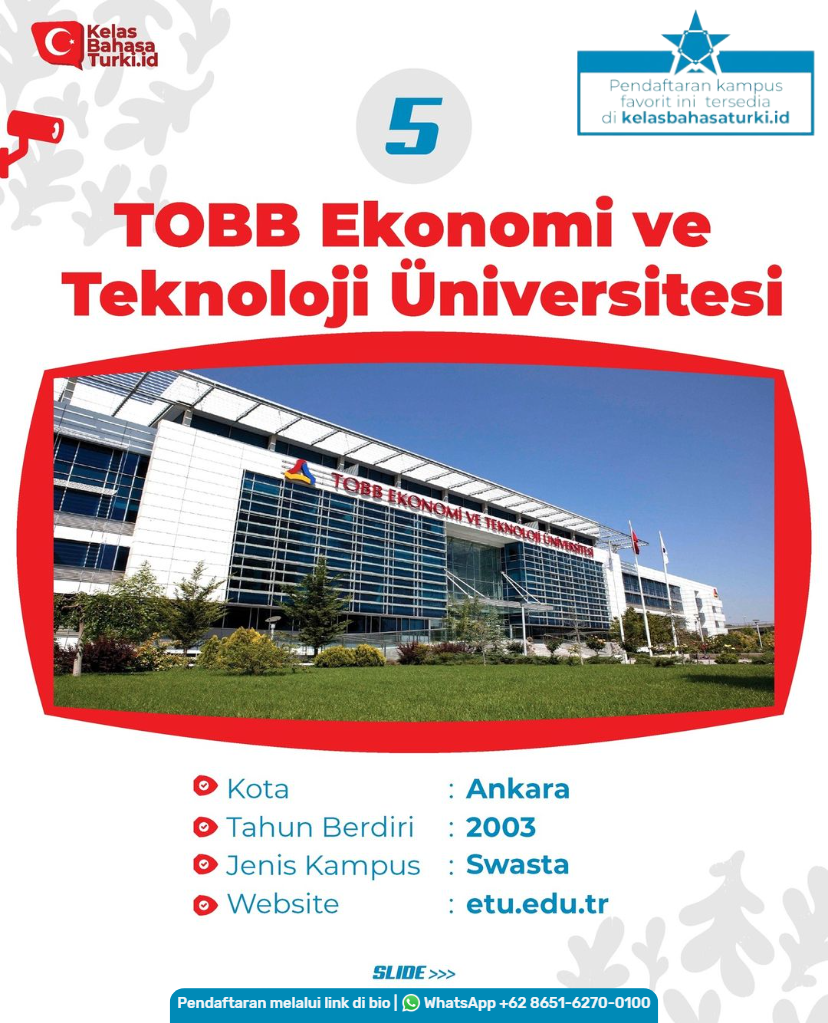 Kelas
Bahasa
Turki.id
Pendaftaran kampus
favorit ini tersedia
di kelasbahasaturki.id
5
TOBB Ekonomi ve
Teknoloji Üniversitesi
TOBB EKONOMİ VE TEKNOLOJİ ÜNİVERSİTESİ
Kota : Ankara
Tahun Berdiri : 2003
Jenis Kampus : Swasta
Website : etu.edu.tr
SLIDE >>>
Pendaftaran melalui link di bio | WhatsApp +62 8651-6270-0100